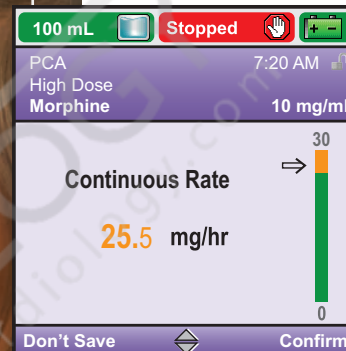 100 mL Stopped
PCA 7:20 AM
High Dose
Morphine 10 mg/ml
30
Continuous Rate
25.5 mg/hr
0
Don't Save Confirm